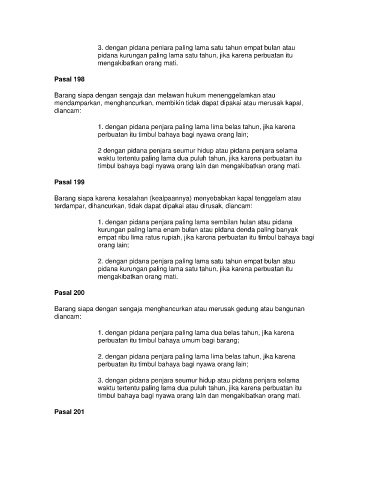 3. dengan pidana penjara paling lama satu tahun empat bulan atau
pidana kurungan paling lama satu tahun, jika karena perbuatan itu
mengakibatkan orang mati.
Pasal 198
Barang siapa dengan sengaja dan melawan hukum menenggelamkan atau
mendamparkan, menghancurkan, membikin tidak dapat dipakai atau merusak kapal,
diancam:
1. dengan pidana penjara paling lama lima belas tahun, jika karena
perbuatan itu timbul bahaya bagi nyawa orang lain;
2 dengan pidana penjara seumur hidup atau pidana penjara selama
waktu tertentu paling lama dua puluh tahun, jika karena perbuatan itu
timbul bahaya bagi nyawa orang lain dan mengakibatkan orang mati.
Pasal 199
Barang siapa karena kesalahan (kealpaannya) menyebabkan kapal tenggelam atau
terdampar, dihancurkan, tidak dapat dipakai atau dirusak, diancam:
1. dengan pidana penjara paling lama sembilan hulan atau pidana
kurungan paling lama enam bulan atau pidana denda paling banyak
empat ribu lima ratus rupiah, jika karena perbuatan itu timbul bahaya bagi
orang lain;
2. dengan pidana penjara paling lama satu tahun empat bulan atau
pidana kurungan paling lama satu tahun, jika karena perbuatan itu
mengakibatkan orang mati.
Pasal 200
Barang siapa dengan sengaja menghancurkan atau merusak gedung atau bangunan
diancam:
1. dengan pidana penjara paling lama dua belas tahun, jika karena
perbuatan itu timbul bahaya umum bagi barang;
2. dengan pidana penjara paling lama lima belas tahun, jika karena
perbuatan itu timbul bahaya bagi nyawa orang lain;
3. dengan pidana penjara seumur hidup atau pidana penjara selama
waktu tertentu paling lama dua puluh tahun, jika karena perbuatan itu
timbul bahaya bagi nyawa orang lain dan mengakibatkan orang mati.
Pasal 201